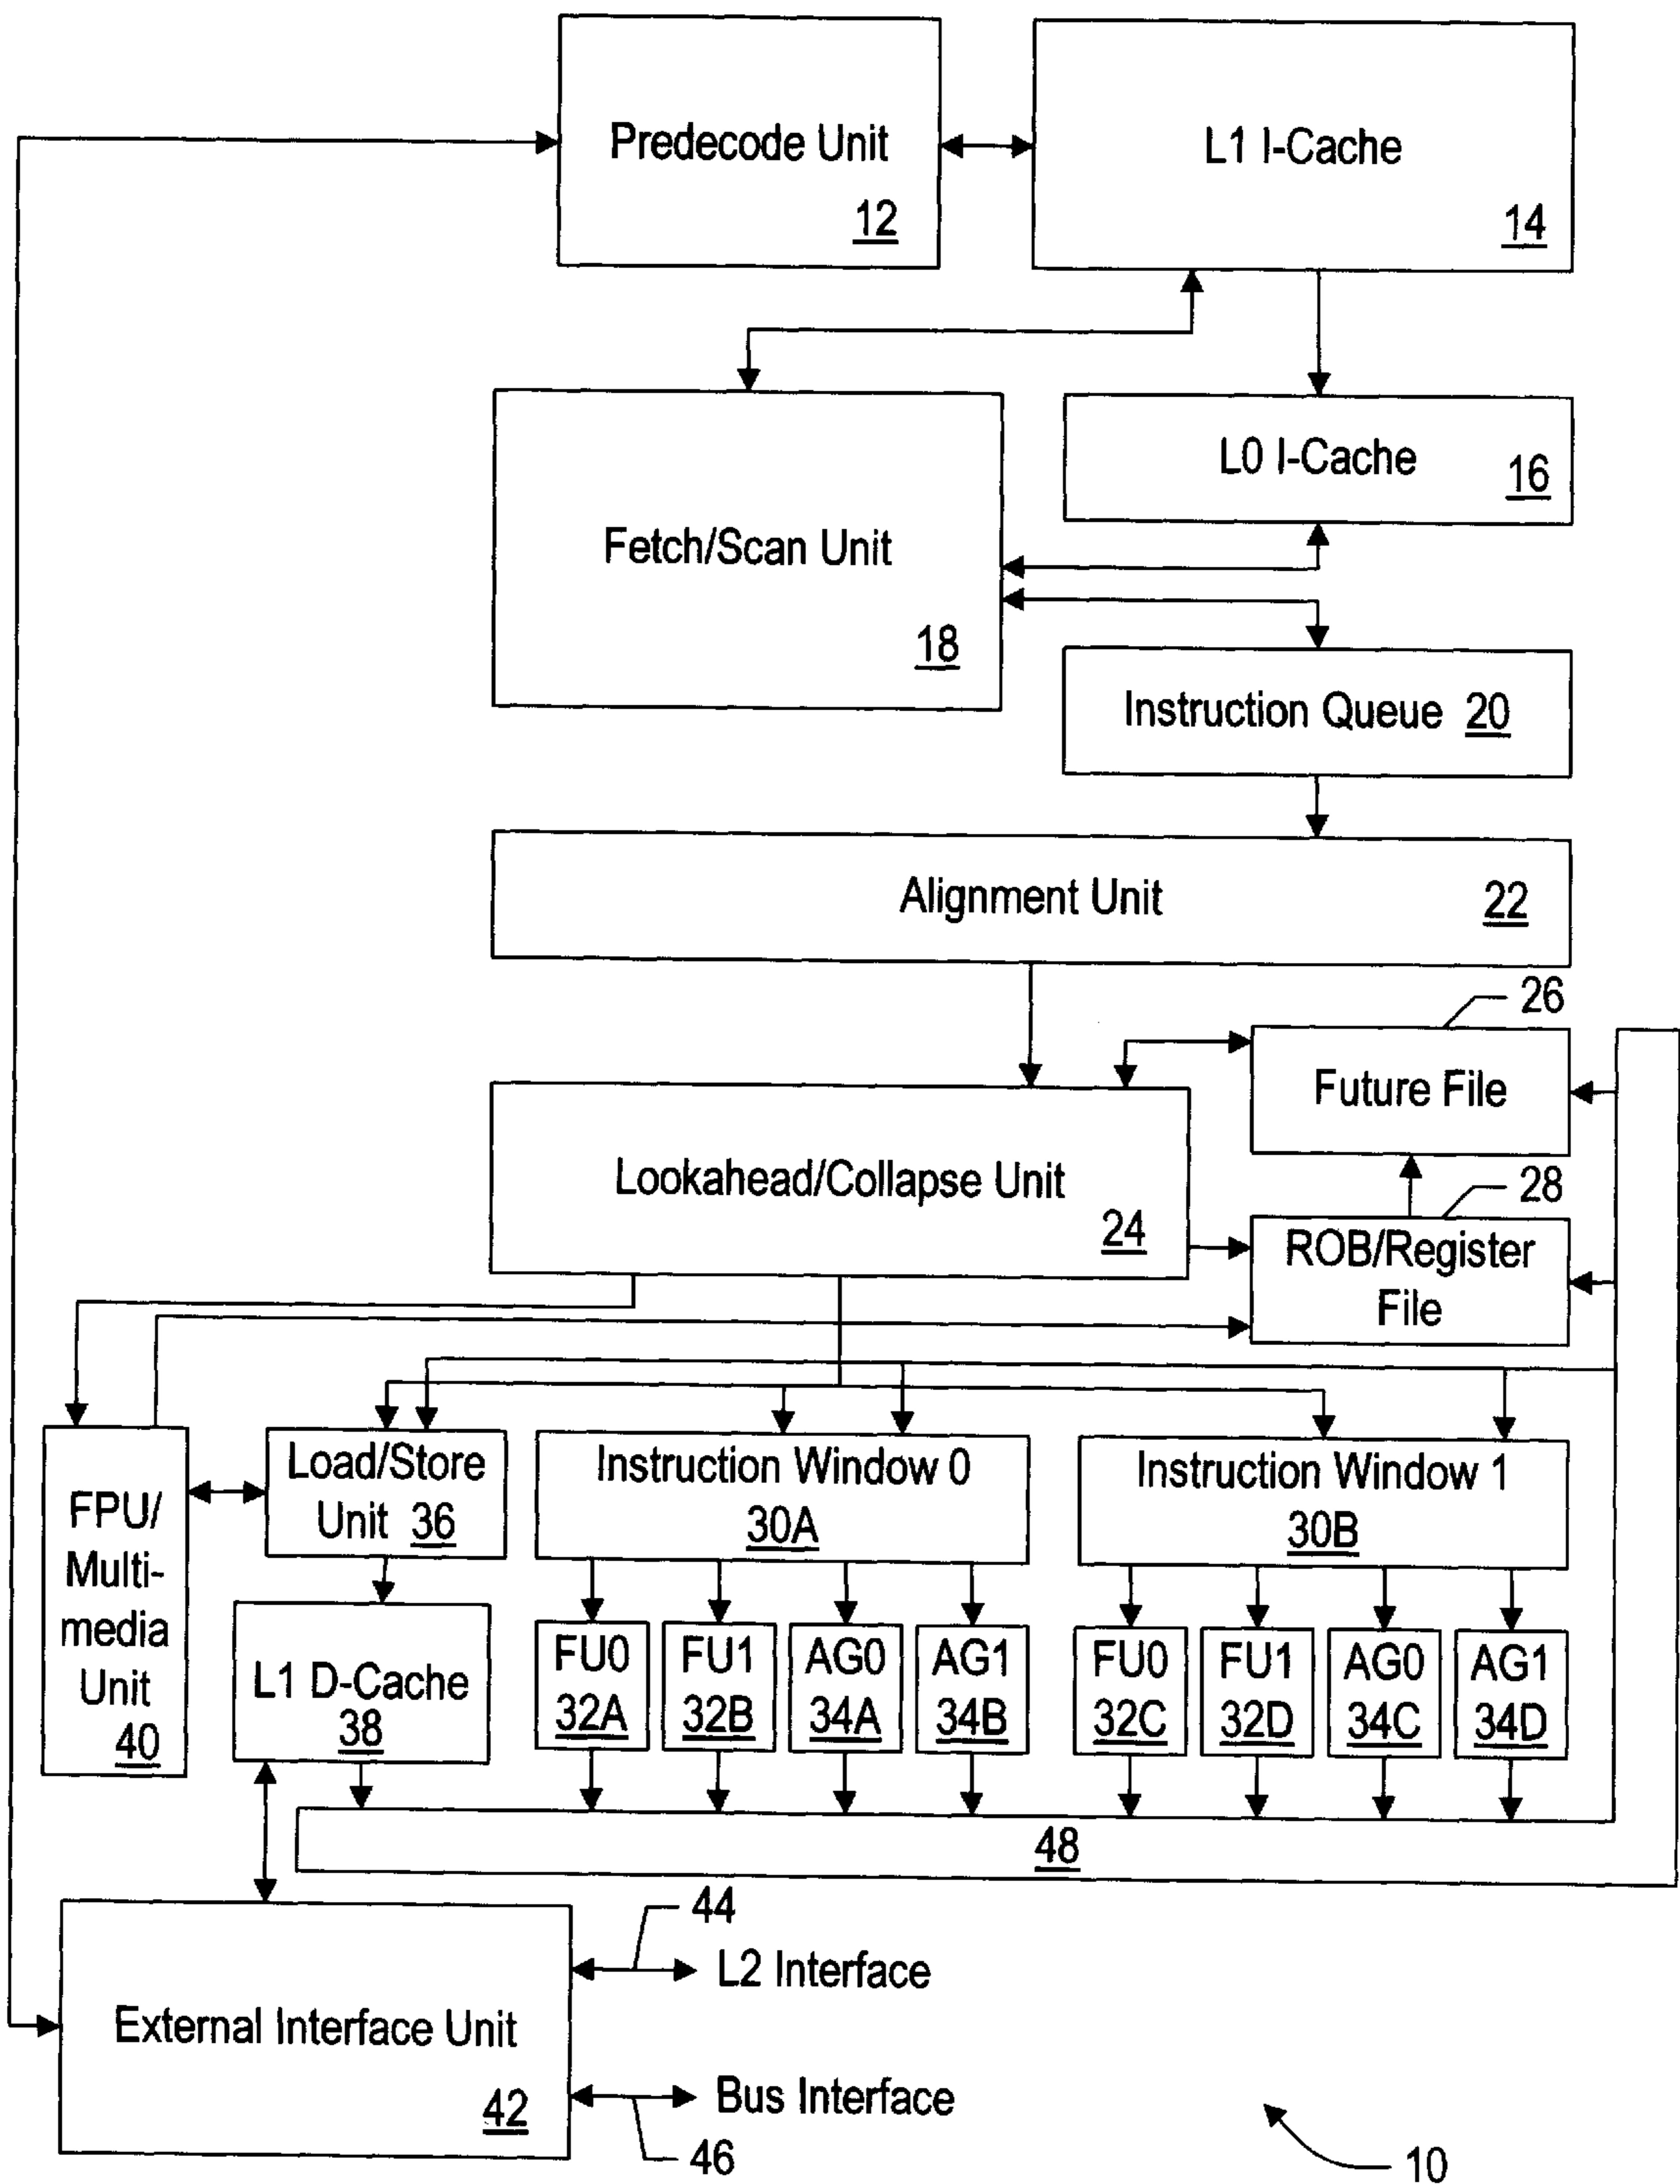 Predecode Unit
12
L1 I-Cache
14
L0 I-Cache
16
Fetch/Scan Unit
18
Instruction Queue 20
Alignment Unit
22
26
Future File
Lookahead/Collapse Unit
24
28
ROB/Register
File
FPU/
Multi-
media
Unit
40
Load/Store
Unit 36
Instruction Window 0
30A
Instruction Window 1
30B
L1 D-Cache
38
FU0
32A
FU1
32B
AG0
34A
AG1
34B
FU0
32C
FU1
32D
AG0
34C
AG1
34D
48
External Interface Unit
42
44
L2 Interface
Bus Interface
46
10